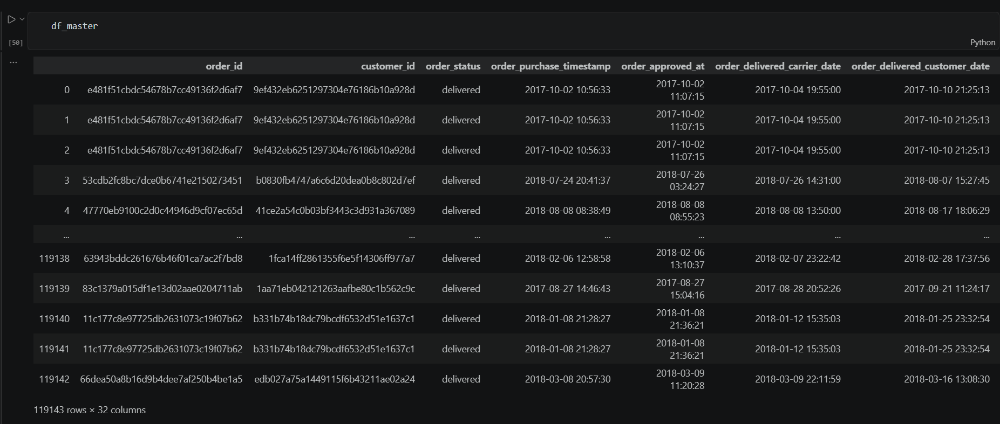 df_master
[50]
Python
...
order_id customer_id order_status order_purchase_timestamp order_approved_at order_delivered_carrier_date order_delivered_customer_date
0 e481f51cbdc54678b7cc49136f2d6af7 9ef432eb6251297304e76186b10a928d delivered 2017-10-02 10:56:33 2017-10-02 11:07:15 2017-10-04 19:55:00 2017-10-10 21:25:13
1 e481f51cbdc54678b7cc49136f2d6af7 9ef432eb6251297304e76186b10a928d delivered 2017-10-02 10:56:33 2017-10-02 11:07:15 2017-10-04 19:55:00 2017-10-10 21:25:13
2 e481f51cbdc54678b7cc49136f2d6af7 9ef432eb6251297304e76186b10a928d delivered 2017-10-02 10:56:33 2017-10-02 11:07:15 2017-10-04 19:55:00 2017-10-10 21:25:13
3 53cdb2fc8bc7dce0b6741e2150273451 b0830fb4747a6c6d20dea0b8c802d7ef delivered 2018-07-24 20:41:37 2018-07-26 03:24:27 2018-07-26 14:31:00 2018-08-07 15:27:45
4 47770eb9100c2d0c44946d9cf07ec65d 41ce2a54c0b03bf3443c3d931a367089 delivered 2018-08-08 08:38:49 2018-08-08 08:55:23 2018-08-08 13:50:00 2018-08-17 18:06:29
... ... ... ... ... ... ... ...
119138 63943bddc261676b46f01ca7ac2f7bd8 1fca14ff2861355f6e5f14306ff977a7 delivered 2018-02-06 12:58:58 2018-02-06 13:10:37 2018-02-07 23:22:42 2018-02-28 17:37:56
119139 83c1379a015df1e13d02aae0204711ab 1aa71eb042121263aafbe80c1b562c9c delivered 2017-08-27 14:46:43 2017-08-27 15:04:16 2017-08-28 20:52:26 2017-09-21 11:24:17
119140 11c177c8e97725db2631073c19f07b62 b331b74b18dc79bcdf6532d51e1637c1 delivered 2018-01-08 21:28:27 2018-01-08 21:36:21 2018-01-12 15:35:03 2018-01-25 23:32:54
119141 11c177c8e97725db2631073c19f07b62 b331b74b18dc79bcdf6532d51e1637c1 delivered 2018-01-08 21:28:27 2018-01-08 21:36:21 2018-01-12 15:35:03 2018-01-25 23:32:54
119142 66dea50a8b16d9b4dee7af250b4be1a5 edb027a75a1449115f6b43211ae02a24 delivered 2018-03-08 20:57:30 2018-03-09 11:20:28 2018-03-09 22:11:59 2018-03-16 13:08:30
119143 rows × 32 columns